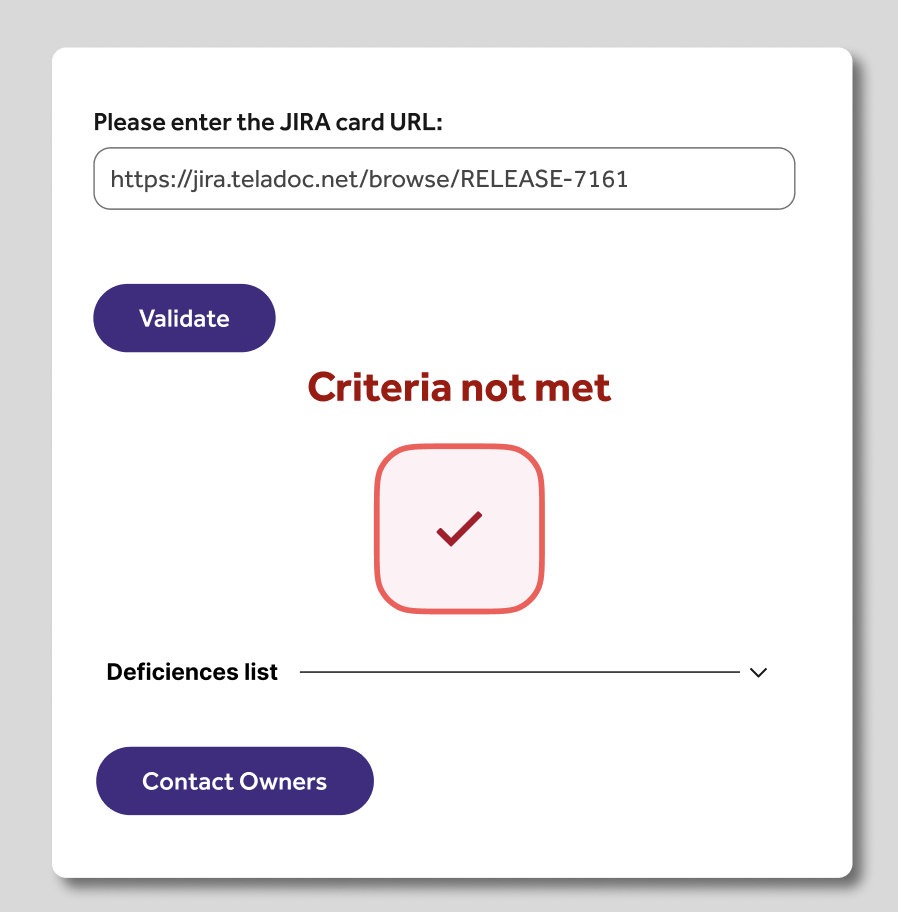 Please enter the JIRA card URL:
https://jira.teladoc.net/browse/RELEASE-7161
Validate
Criteria not met
Deficiences list
Contact Owners